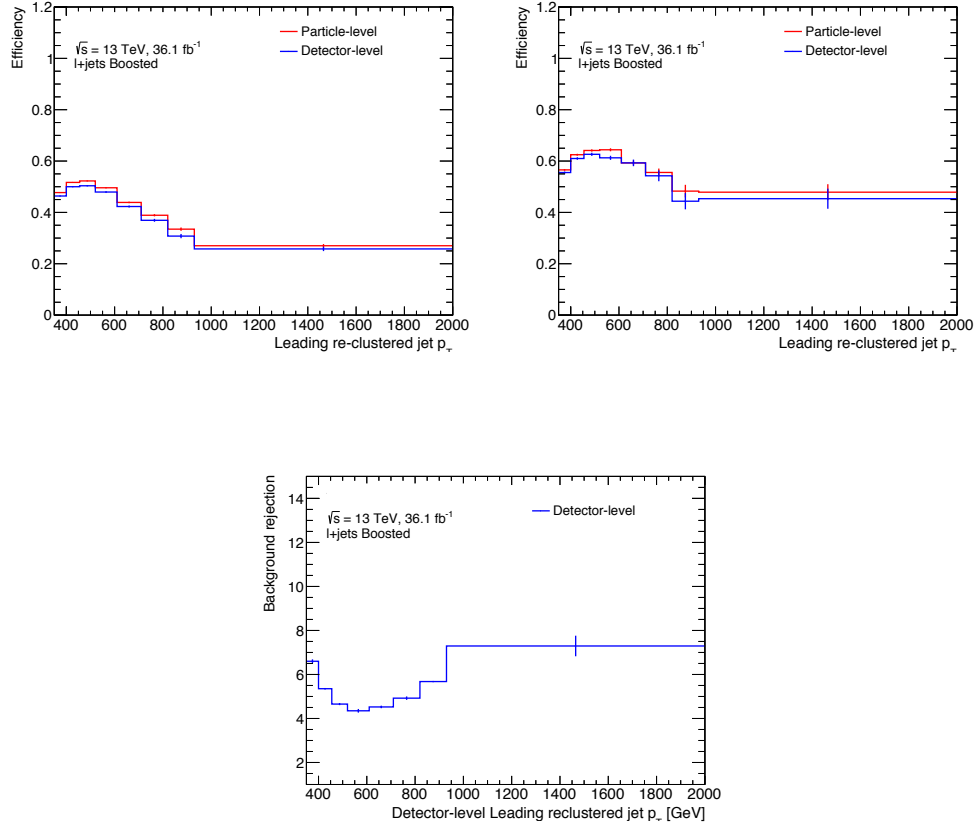 Efficiency
1.2
1
0.8
0.6
0.4
0.2
0
√s = 13 TeV, 36.1 fb⁻¹
l+jets Boosted
Particle-level
Detector-level
400 600 800 1000 1200 1400 1600 1800 2000
Leading re-clustered jet p_T
Efficiency
1.2
1
0.8
0.6
0.4
0.2
0
√s = 13 TeV, 36.1 fb⁻¹
l+jets Boosted
Particle-level
Detector-level
400 600 800 1000 1200 1400 1600 1800 2000
Leading re-clustered jet p_T
Background rejection
14
12
10
8
6
4
2
√s = 13 TeV, 36.1 fb⁻¹
l+jets Boosted
Detector-level
400 600 800 1000 1200 1400 1600 1800 2000
Detector-level Leading reclustered jet p_T [GeV]